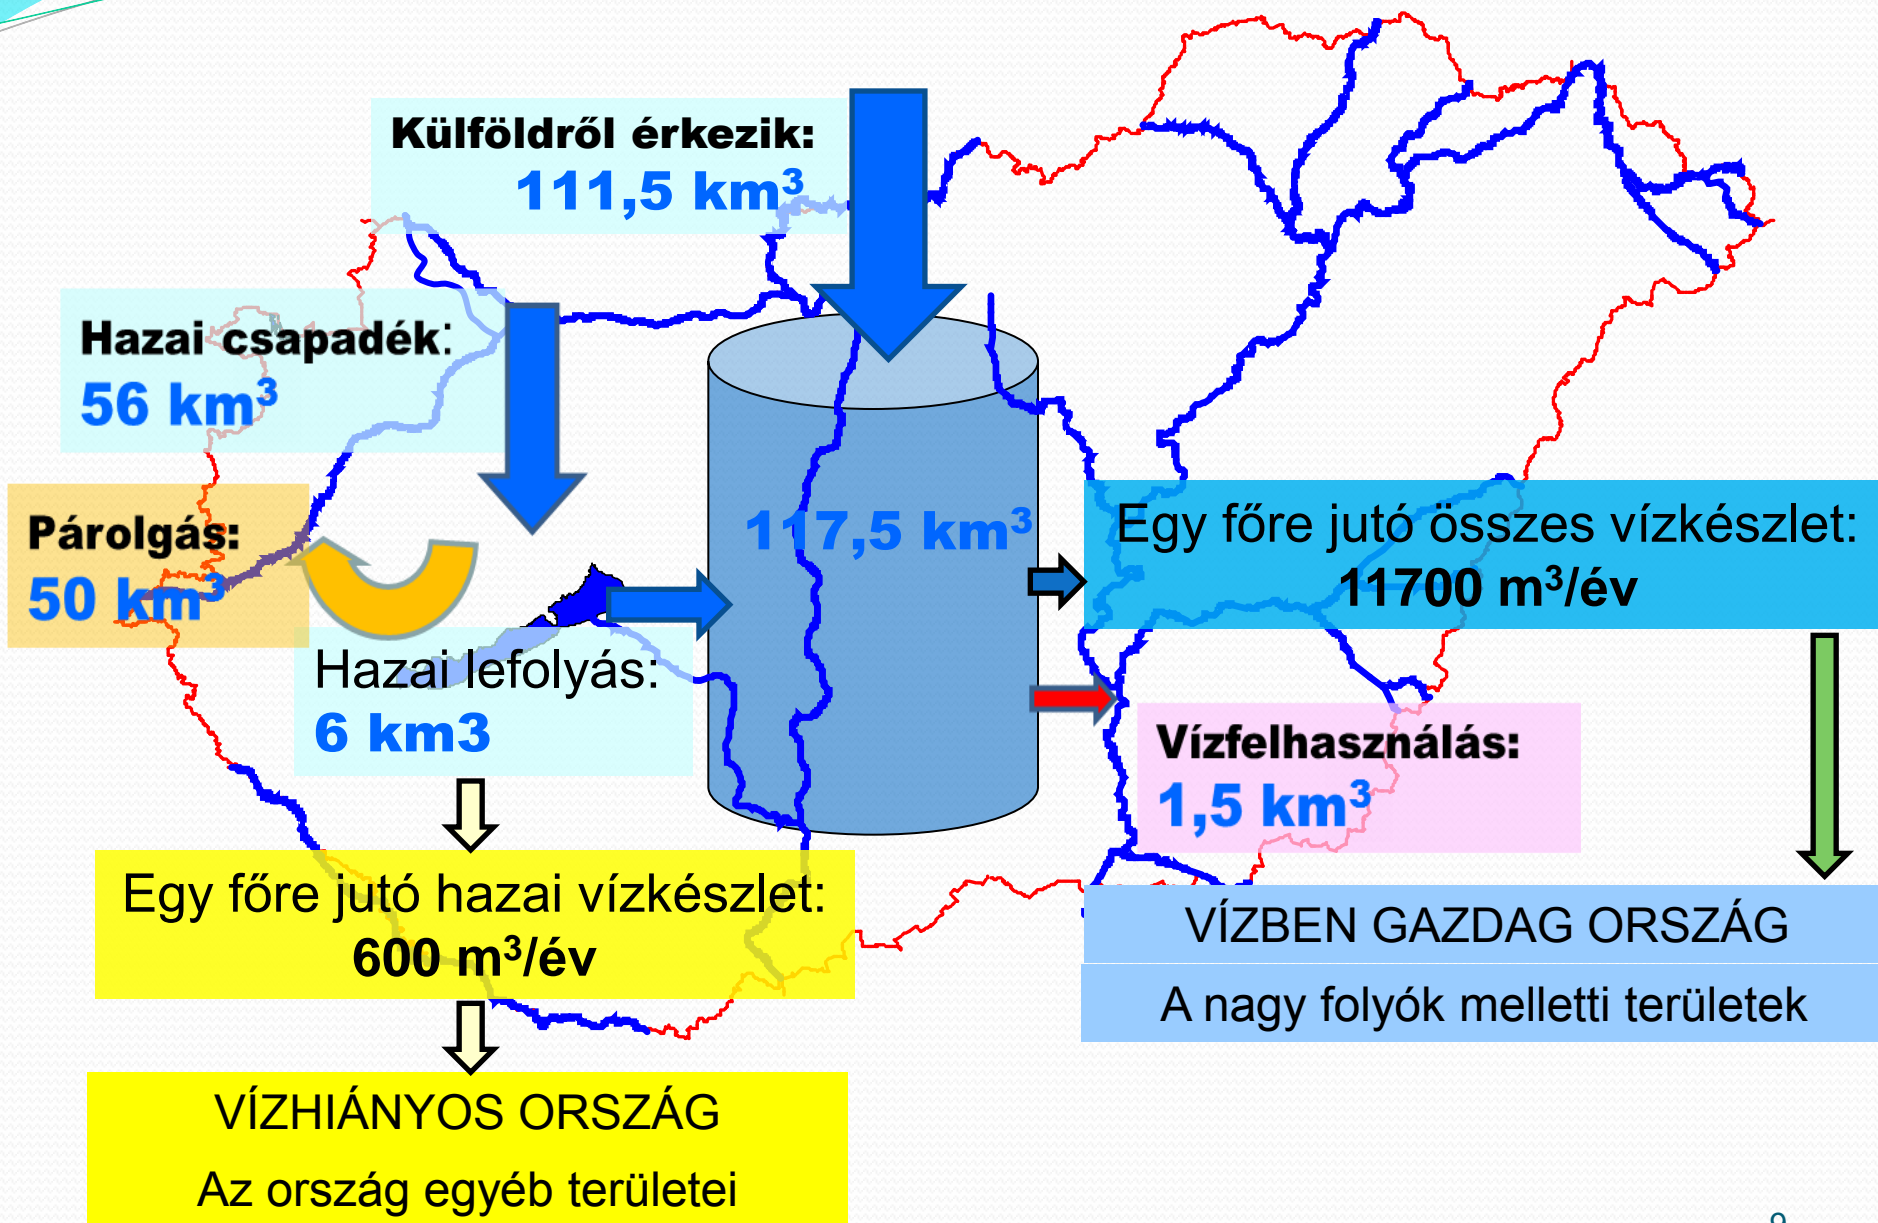 Külföldről érkezik:
111,5 km³
Hazai csapadék:
56 km³
Párolgás:
50 km³
Hazai lefolyás:
6 km3
117,5 km³
Egy főre jutó összes vízkészlet:
11700 m³/év
Vízfelhasználás:
1,5 km³
Egy főre jutó hazai vízkészlet:
600 m³/év
VÍZBEN GAZDAG ORSZÁG
A nagy folyók melletti területek
VÍZHIÁNYOS ORSZÁG
Az ország egyéb területei